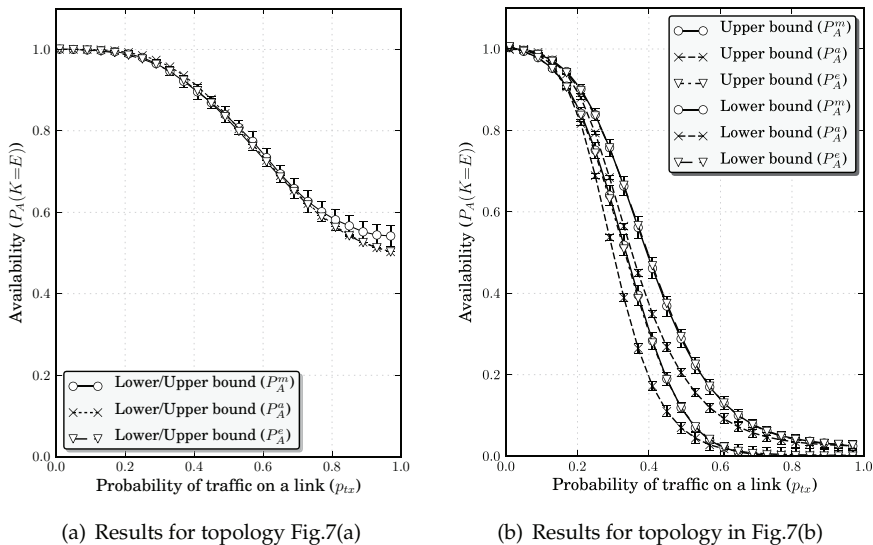 Availability (P_A(K=E))
1.0
0.8
0.6
0.4
0.2
0.0
Lower/Upper bound (P_A^m)
Lower/Upper bound (P_A^a)
Lower/Upper bound (P_A^e)
0.0 0.2 0.4 0.6 0.8 1.0
Probability of traffic on a link (p_tx)
(a) Results for topology Fig.7(a)
Availability (P_A(K=E))
1.0
0.8
0.6
0.4
0.2
0.0
Upper bound (P_A^m)
Upper bound (P_A^a)
Upper bound (P_A^e)
Lower bound (P_A^m)
Lower bound (P_A^a)
Lower bound (P_A^e)
0.0 0.2 0.4 0.6 0.8 1.0
Probability of traffic on a link (p_tx)
(b) Results for topology in Fig.7(b)